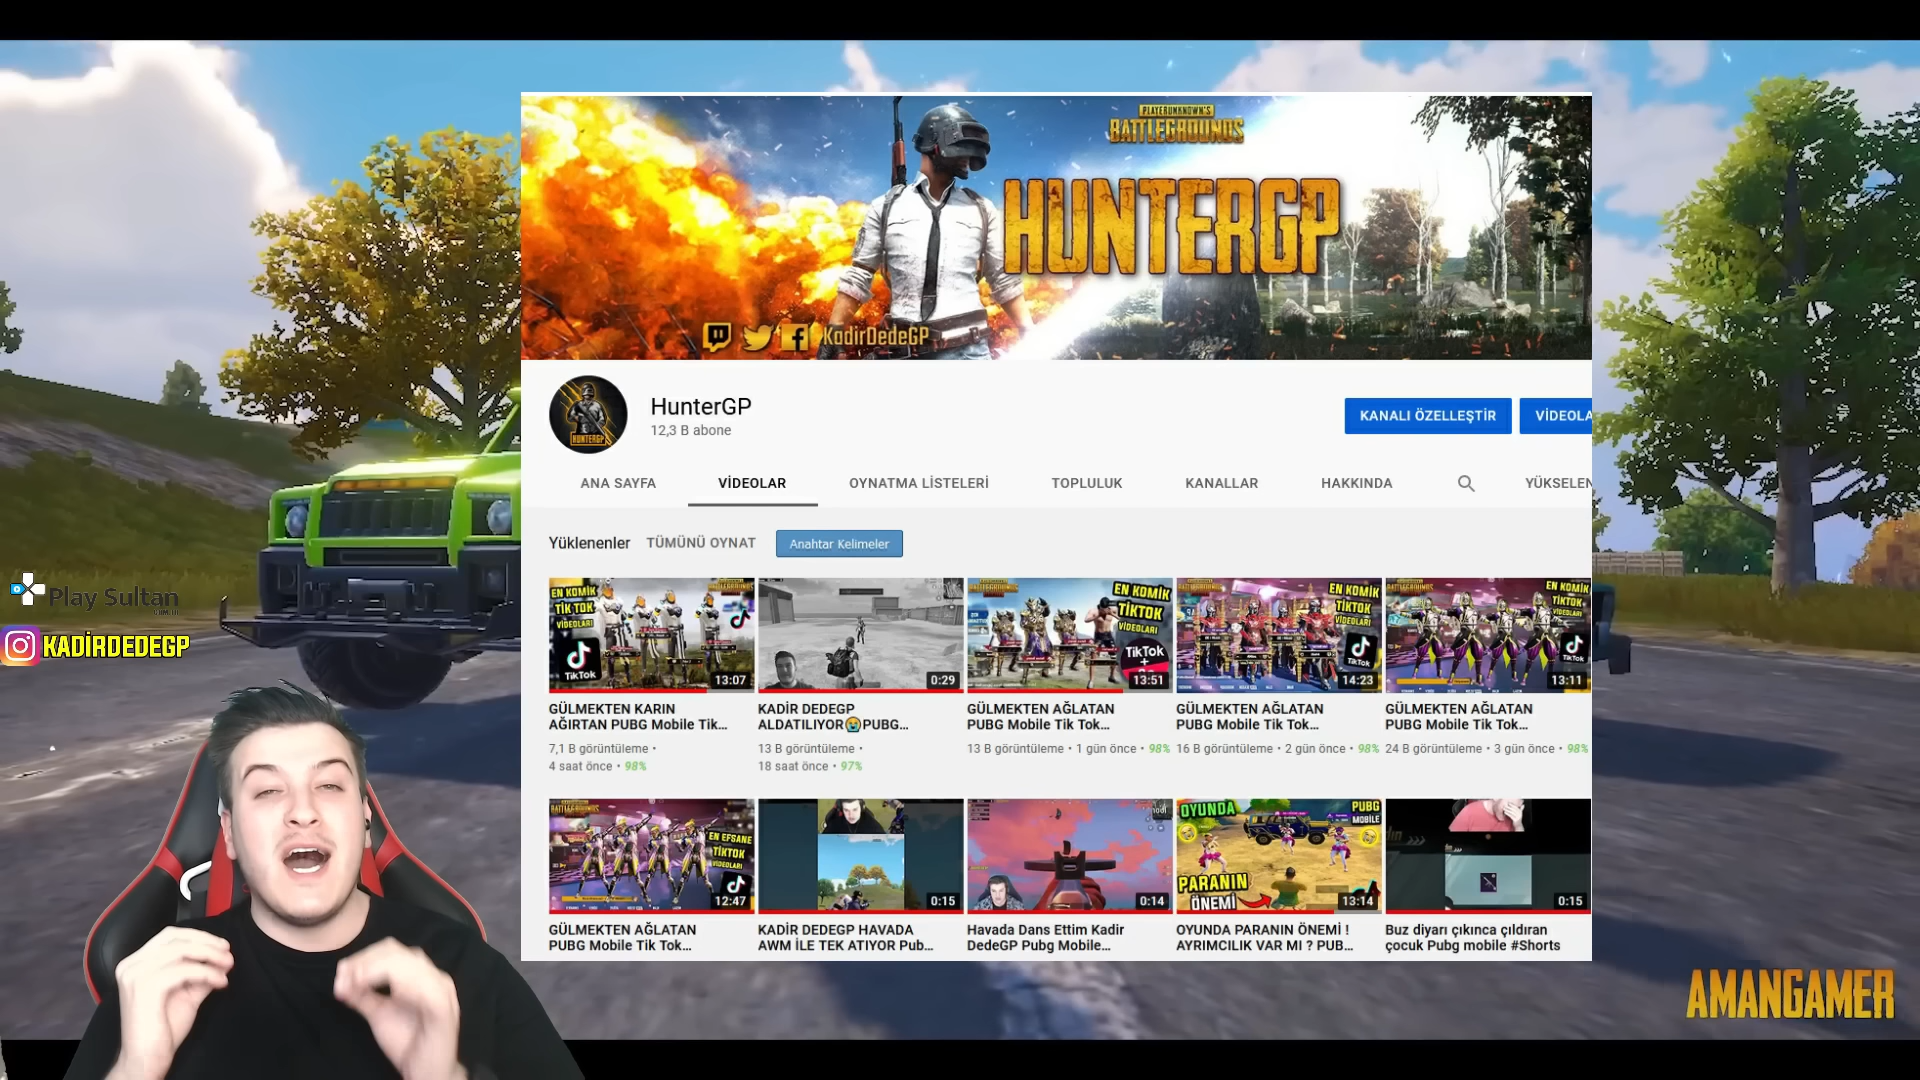 PLAYERUNKNOWN'S
BATTLEGROUNDS
HUNTERGP
KadirDedeGP
HUNTERGP
HunterGP
12,3 B abone
KANALI ÖZELLEŞTİR
VİDEOLA
ANA SAYFA
VİDEOLAR
OYNATMA LİSTELERİ
TOPLULUK
KANALLAR
HAKKINDA
YÜKSELEN
Yüklenenler
TÜMÜNÜ OYNAT
Anahtar Kelimeler
EN KOMİK
TİK TOK
VİDEOLARI
TikTok
13:07
0:29
EN KOMİK
TİKTOK
VİDEOLARI
TikTok
+
13:51
EN KOMİK
TİKTOK
VİDEOLARI
TikTok
14:23
EN KOMİK
TİKTOK
VİDEOLARI
TikTok
13:11
GÜLMEKTEN KARIN
AĞIRTAN PUBG Mobile Tik...
7,1 B görüntüleme •
4 saat önce • 98%
KADİR DEDEGP
ALDATILIYOR😭PUBG...
13 B görüntüleme •
18 saat önce • 97%
GÜLMEKTEN AĞLATAN
PUBG Mobile Tik Tok...
13 B görüntüleme • 1 gün önce • 98%
GÜLMEKTEN AĞLATAN
PUBG Mobile Tik Tok...
16 B görüntüleme • 2 gün önce • 98%
GÜLMEKTEN AĞLATAN
PUBG Mobile Tik Tok...
24 B görüntüleme • 3 gün önce • 98%
Play Sultan
KADİRDEDEGP
EN EFSANE
TİKTOK
VİDEOLARI
12:47
0:15
0:14
OYUNDA
PUBG
MOBİLE
PARANIN
ÖNEMİ
13:14
0:15
GÜLMEKTEN AĞLATAN
PUBG Mobile Tik Tok...
KADİR DEDEGP HAVADA
AWM İLE TEK ATIYOR Pub...
Havada Dans Ettim Kadir
DedeGP Pubg Mobile...
OYUNDA PARANIN ÖNEMİ !
AYRIMCILIK VAR MI ? PUB...
Buz diyarı çıkınca çıldıran
çocuk Pubg mobile #Shorts
AMANGAMER